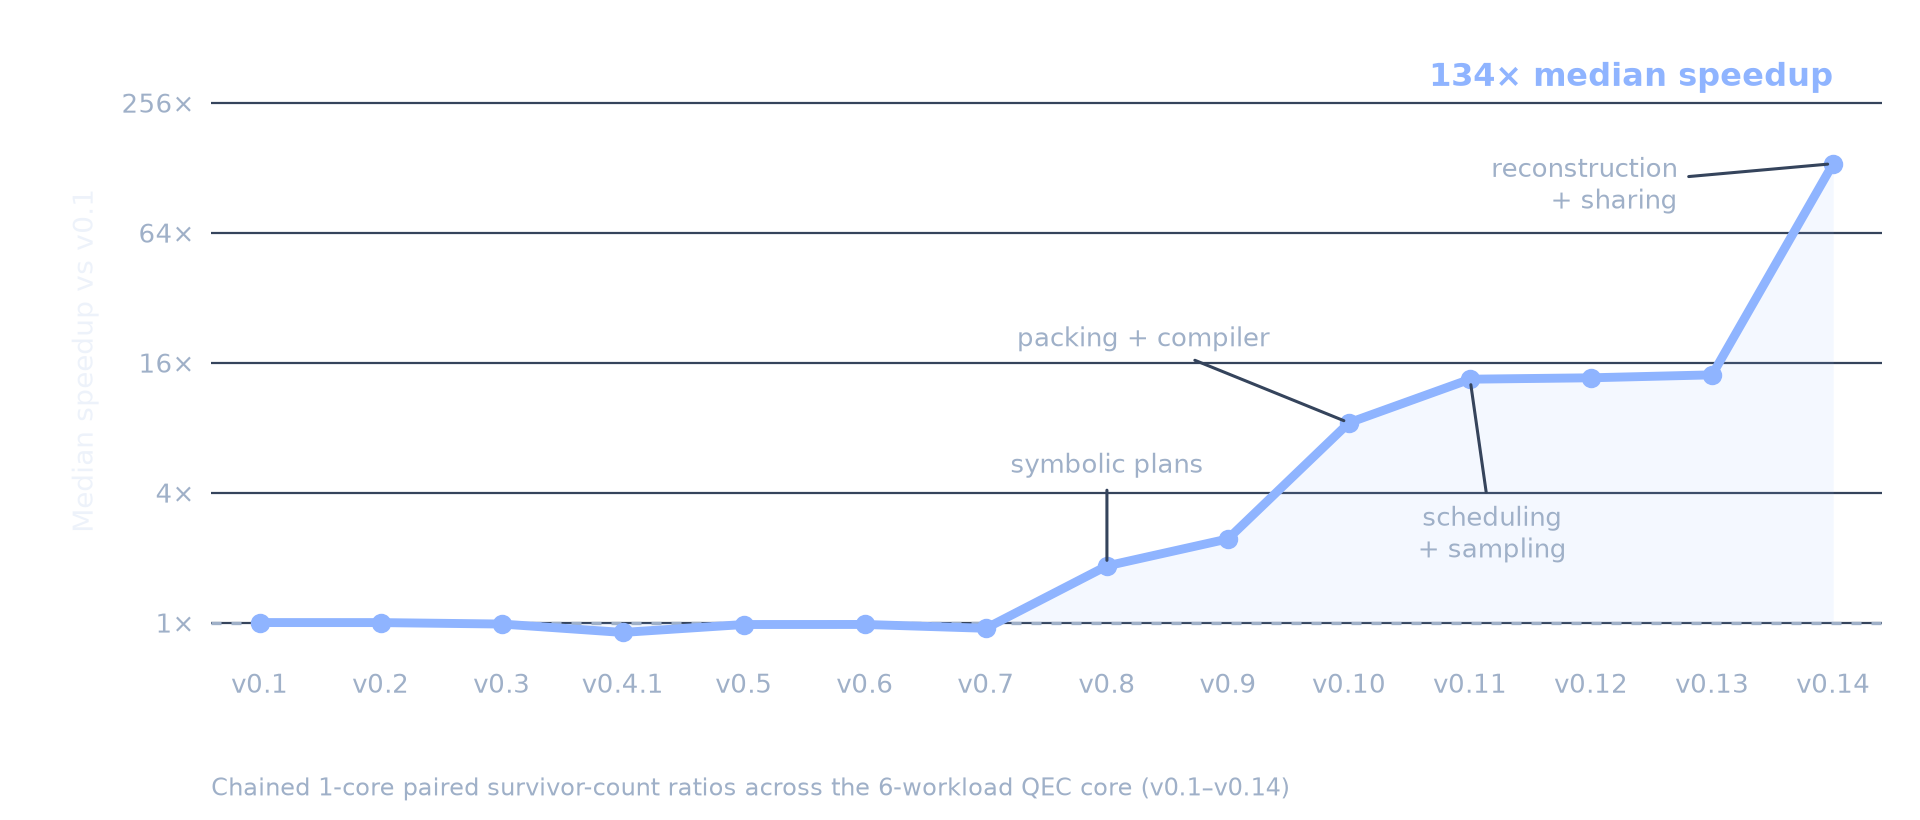 134× median speedup
256×
reconstruction
+ sharing
64×
Median speedup vs v0.1
packing + compiler
16×
symbolic plans
4×
scheduling
+ sampling
1×
v0.1 v0.2 v0.3 v0.4.1 v0.5 v0.6 v0.7 v0.8 v0.9 v0.10 v0.11 v0.12 v0.13 v0.14
Chained 1-core paired survivor-count ratios across the 6-workload QEC core (v0.1–v0.14)